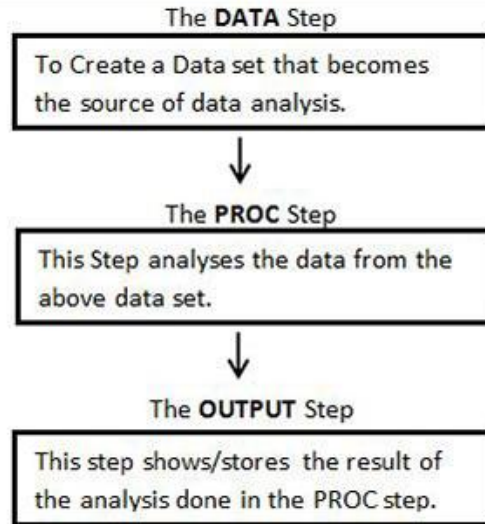 The DATA Step
To Create a Data set that becomes
the source of data analysis.
The PROC Step
This Step analyses the data from the
above data set.
The OUTPUT Step
This step shows/stores the result of
the analysis done in the PROC step.